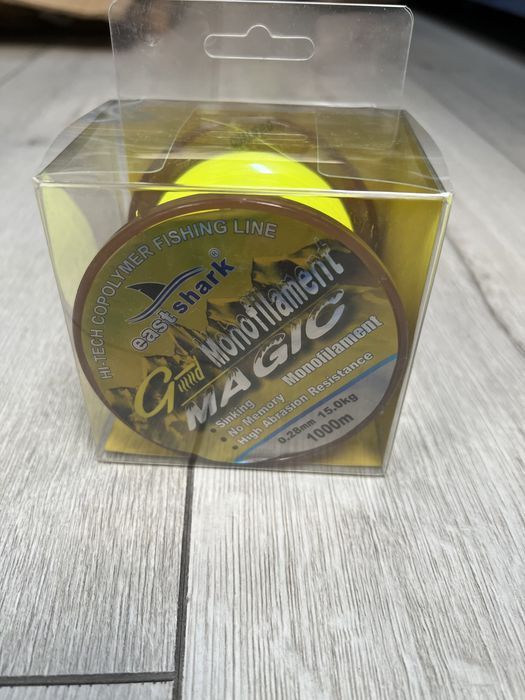 HI-TECH COPOLYMER FISHING LINE
east shark ®
Monofilament
MAGIC
Sinking
No Memory Monofilament
High Abrasion Resistance
0.28mm 15.0kg
1000m